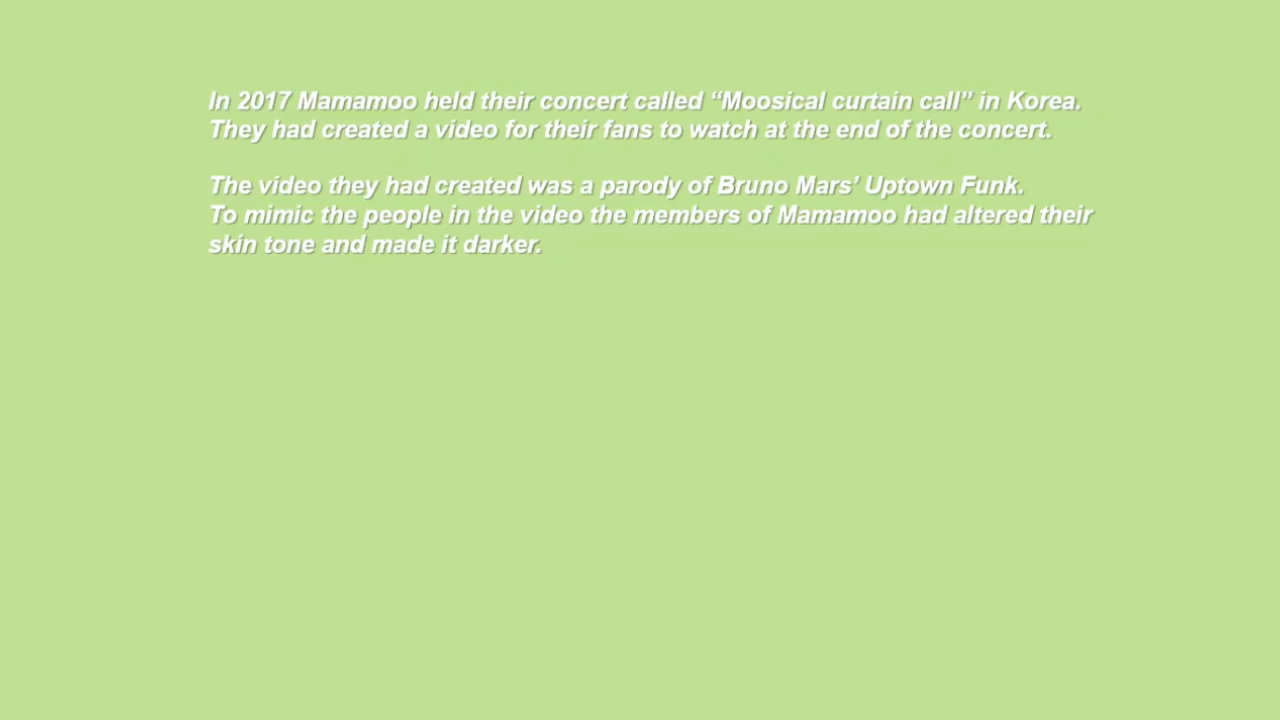 In 2017 Mamamoo held their concert called “Moosical curtain call” in Korea.
They had created a video for their fans to watch at the end of the concert.
The video they had created was a parody of Bruno Mars’ Uptown Funk.
To mimic the people in the video the members of Mamamoo had altered their
skin tone and made it darker.